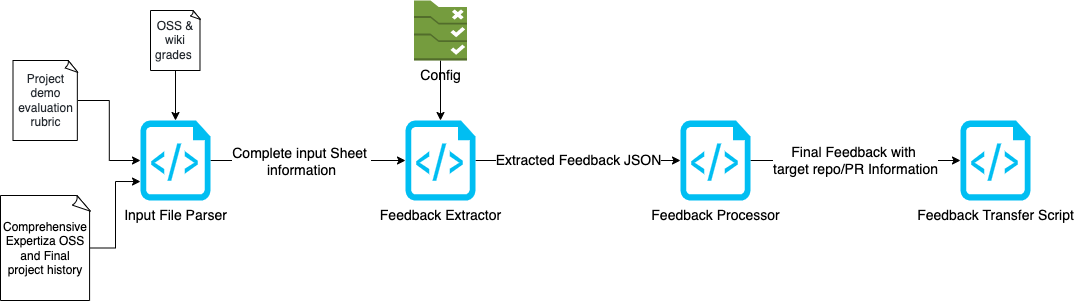 OSS &
wiki
grades
Project
demo
evaluation
rubric
Config
Complete input Sheet
information
Extracted Feedback JSON
Final Feedback with
target repo/PR Information
Input File Parser
Feedback Extractor
Feedback Processor
Feedback Transfer Script
Comprehensive
Expertiza OSS
and Final
project history